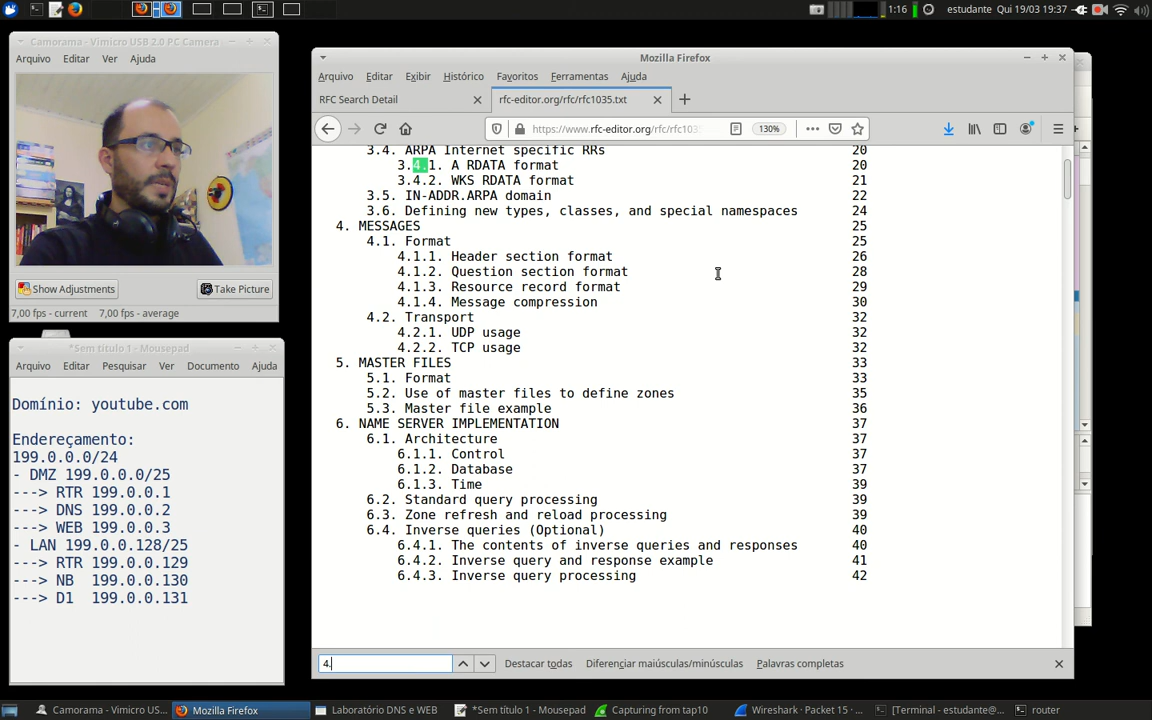 1:16 estudante Qui 19/03 19:37
Camorama - Vimicro USB 2.0 PC Camera
Arquivo Editar Ver Ajuda
Show Adjustments Take Picture
7,00 fps - current 7,00 fps - average
*Sem título 1 - Mousepad
Arquivo Editar Pesquisar Ver Documento Ajuda
Domínio: youtube.com
Endereçamento:
199.0.0.0/24
- DMZ 199.0.0.0/25
---> RTR 199.0.0.1
---> DNS 199.0.0.2
---> WEB 199.0.0.3
- LAN 199.0.0.128/25
---> RTR 199.0.0.129
---> NB 199.0.0.130
---> D1 199.0.0.131
Mozilla Firefox
Arquivo Editar Exibir Histórico Favoritos Ferramentas Ajuda
RFC Search Detail rfc-editor.org/rfc/rfc1035.txt
https://www.rfc-editor.org/rfc/rfc103 130%
3.4. ARPA Internet specific RRs 20
3.4.1. A RDATA format 20
3.4.2. WKS RDATA format 21
3.5. IN-ADDR.ARPA domain 22
3.6. Defining new types, classes, and special namespaces 24
4. MESSAGES 25
4.1. Format 25
4.1.1. Header section format 26
4.1.2. Question section format 28
4.1.3. Resource record format 29
4.1.4. Message compression 30
4.2. Transport 32
4.2.1. UDP usage 32
4.2.2. TCP usage 32
5. MASTER FILES 33
5.1. Format 33
5.2. Use of master files to define zones 35
5.3. Master file example 36
6. NAME SERVER IMPLEMENTATION 37
6.1. Architecture 37
6.1.1. Control 37
6.1.2. Database 37
6.1.3. Time 39
6.2. Standard query processing 39
6.3. Zone refresh and reload processing 39
6.4. Inverse queries (Optional) 40
6.4.1. The contents of inverse queries and responses 40
6.4.2. Inverse query and response example 41
6.4.3. Inverse query processing 42
4. Destacar todas Diferenciar maiúsculas/minúsculas Palavras completas
Camorama - Vimicro US... Mozilla Firefox Laboratório DNS e WEB *Sem título 1 - Mousepad Capturing from tap10 Wireshark · Packet 15 · ... [Terminal - estudante@... router